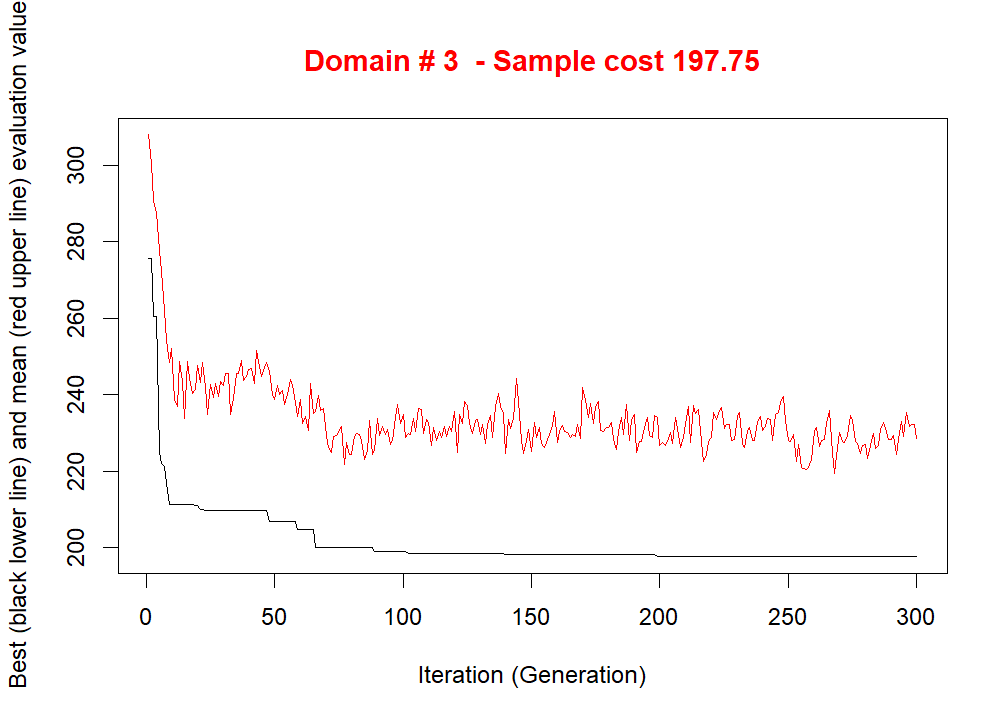 Domain # 3  - Sample cost 197.75
Best (black lower line) and mean (red upper line) evaluation value
300
280
260
240
220
200
0 50 100 150 200 250 300
Iteration (Generation)